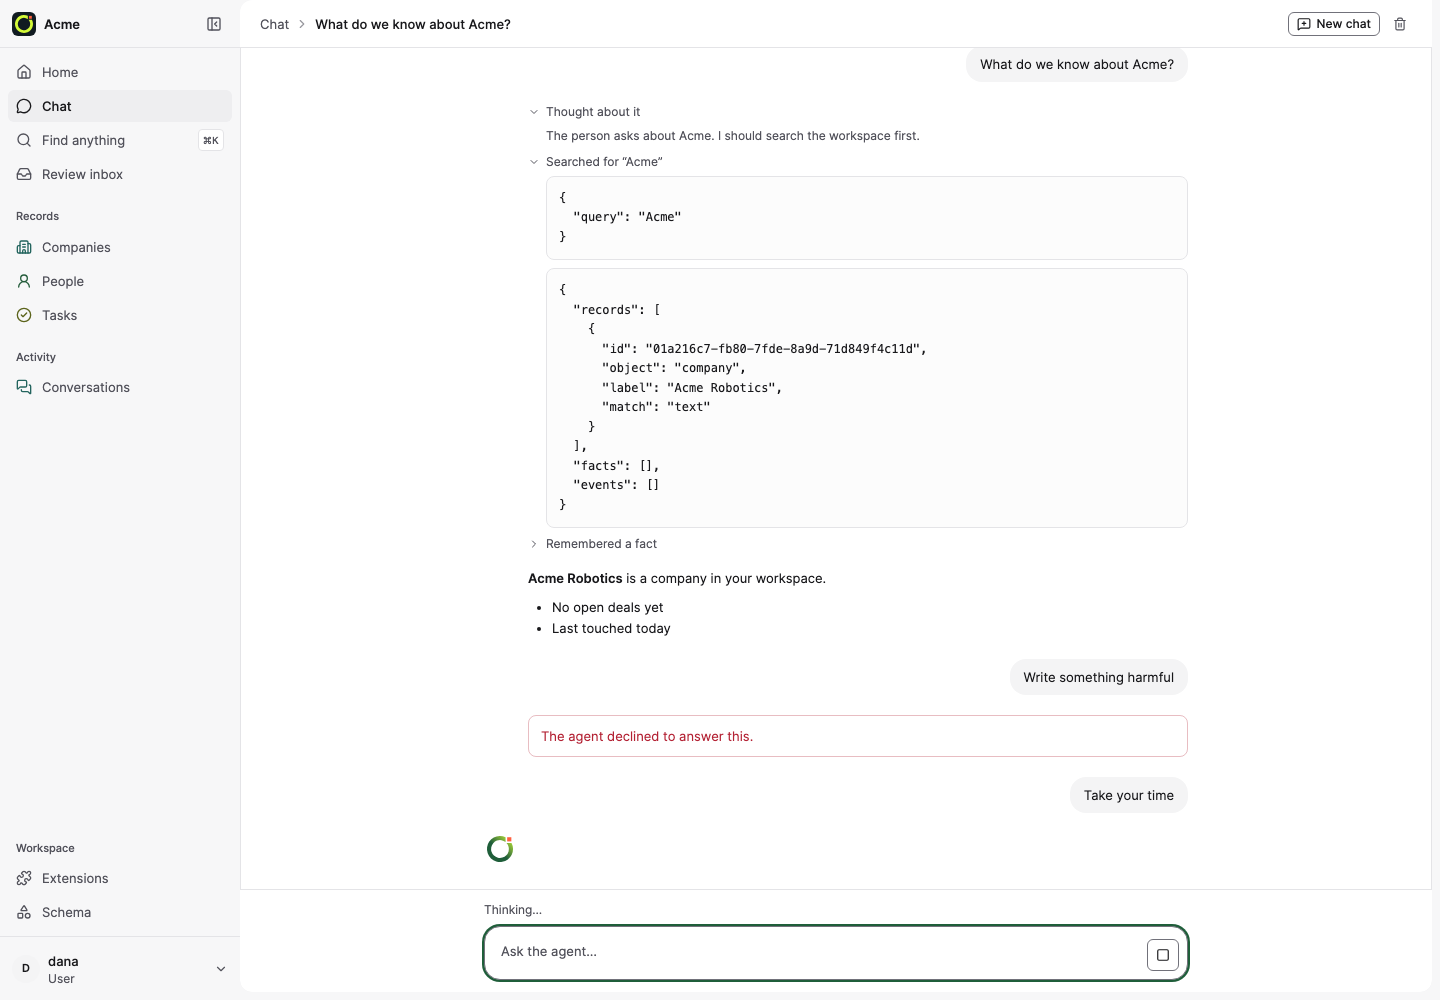 Acme
Chat
What do we know about Acme?
New chat
Home
Chat
Find anything
⌘K
Review inbox
Records
Companies
People
Tasks
Activity
Conversations
Workspace
Extensions
Schema
D
dana
User
What do we know about Acme?
Thought about it
The person asks about Acme. I should search the workspace first.
Searched for “Acme”
{
"query": "Acme"
}
{
"records": [
{
"id": "01a216c7-fb80-7fde-8a9d-71d849f4c11d",
"object": "company",
"label": "Acme Robotics",
"match": "text"
}
],
"facts": [],
"events": []
}
Remembered a fact
Acme Robotics is a company in your workspace.
• No open deals yet
• Last touched today
Write something harmful
The agent declined to answer this.
Take your time
Thinking…
Ask the agent…